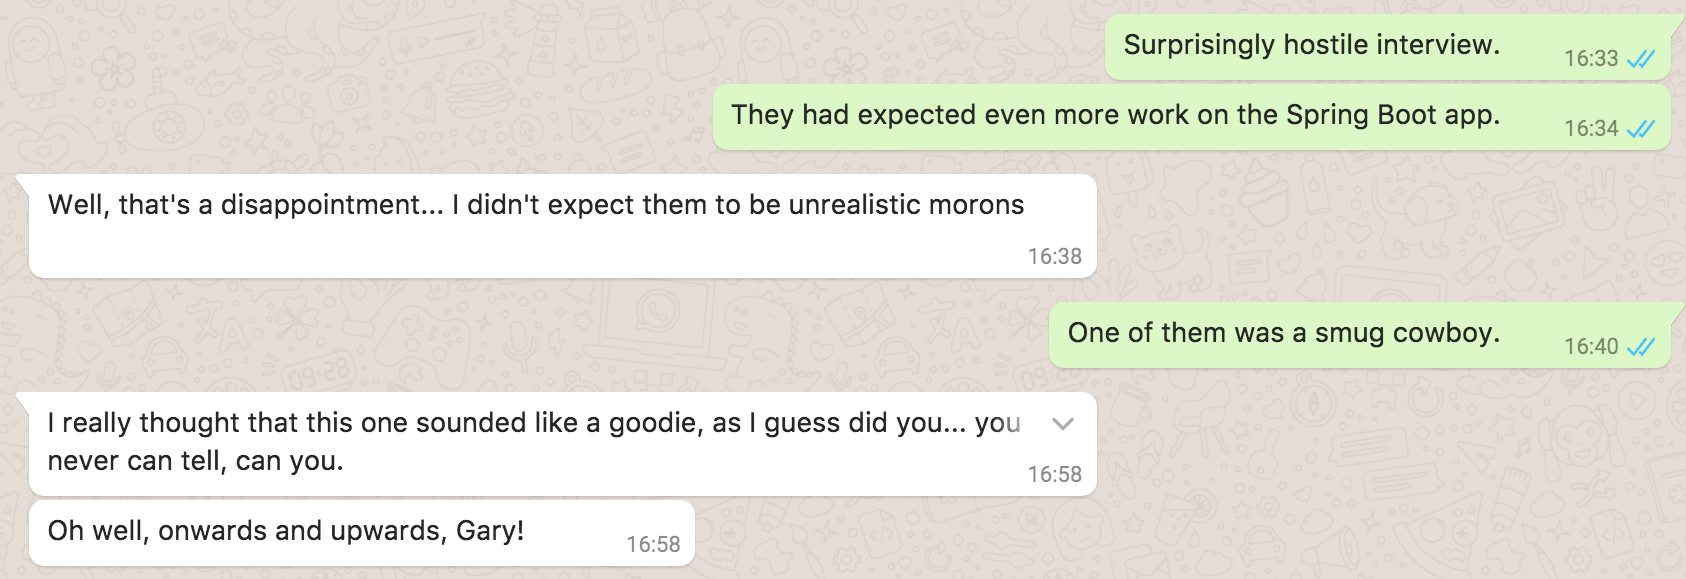 Surprisingly hostile interview.
16:33
They had expected even more work on the Spring Boot app.
16:34
Well, that's a disappointment... I didn't expect them to be unrealistic morons
16:38
One of them was a smug cowboy.
16:40
I really thought that this one sounded like a goodie, as I guess did you... you
never can tell, can you.
16:58
Oh well, onwards and upwards, Gary!
16:58